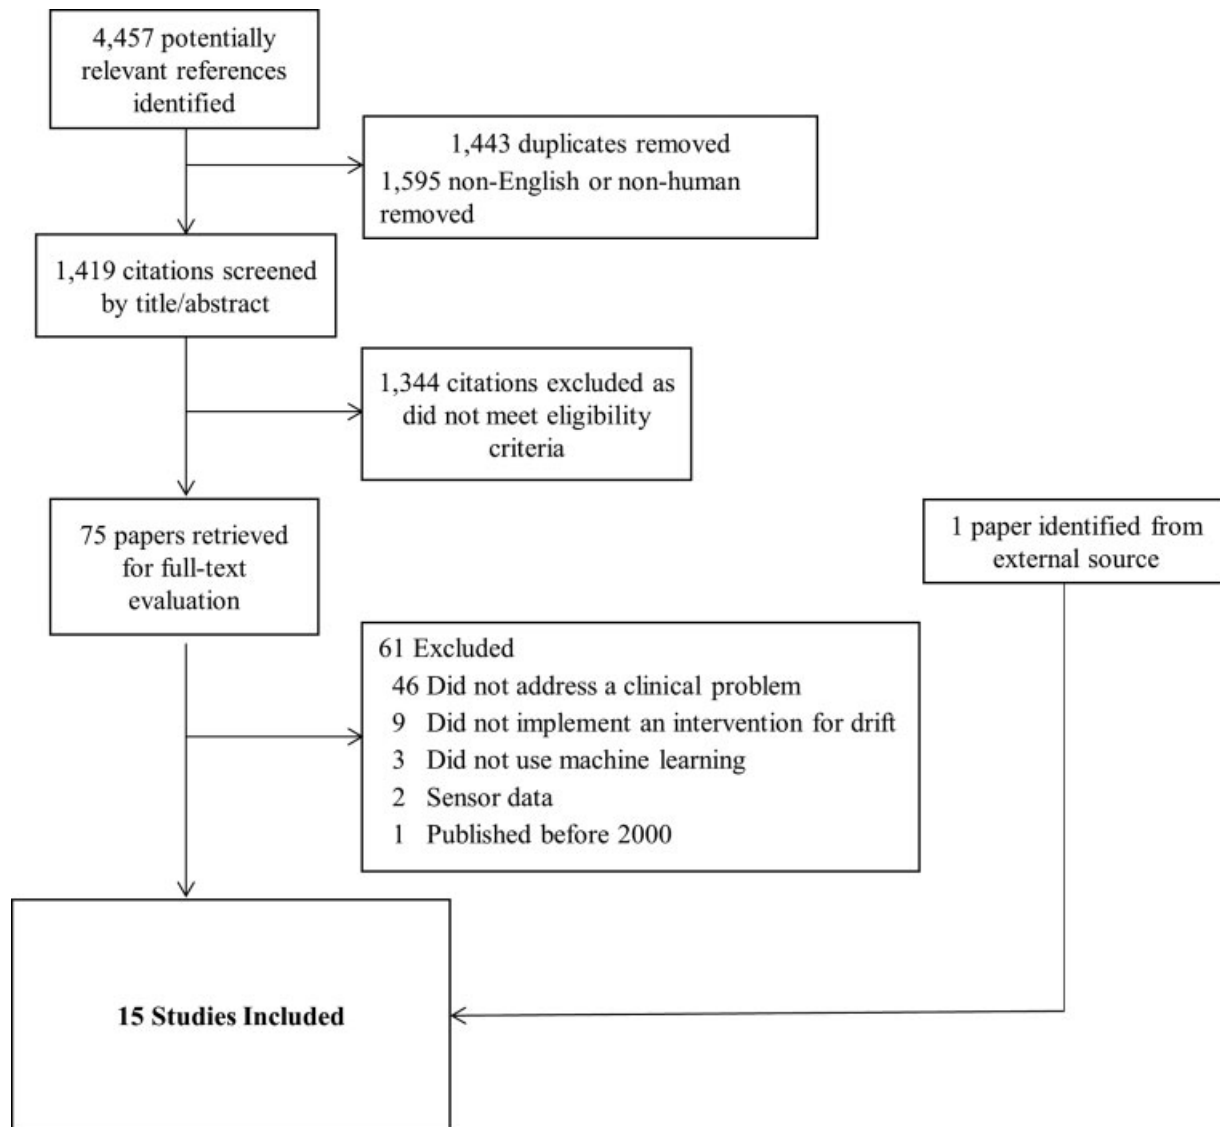 4,457 potentially
relevant references
identified
1,443 duplicates removed
1,595 non-English or non-human
removed
1,419 citations screened
by title/abstract
1,344 citations excluded as
did not meet eligibility
criteria
75 papers retrieved
for full-text
evaluation
1 paper identified from
external source
61 Excluded
46 Did not address a clinical problem
9 Did not implement an intervention for drift
3 Did not use machine learning
2 Sensor data
1 Published before 2000
15 Studies Included